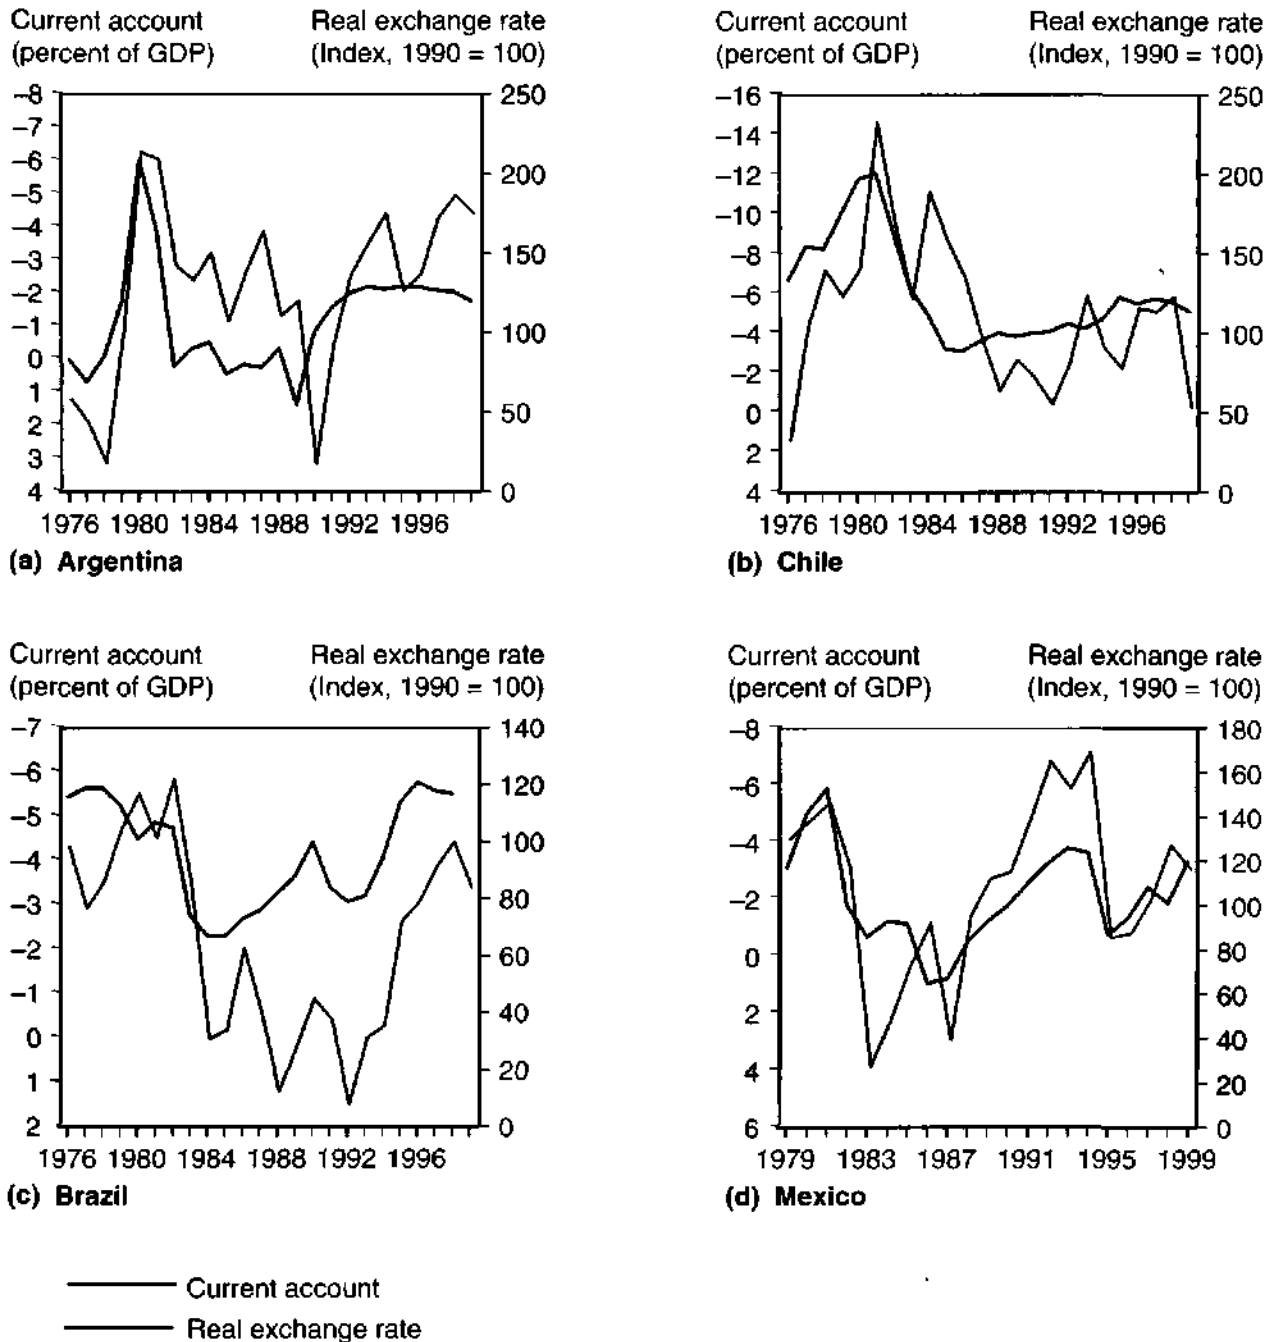 Current account Real exchange rate
(percent of GDP) (Index, 1990 = 100)
–8 250
–7
–6 200
–5
–4
–3 150
–2
–1 100
0
1
2 50
3
4 0
1976 1980 1984 1988 1992 1996
(a) Argentina
Current account Real exchange rate
(percent of GDP) (Index, 1990 = 100)
–16 250
–14
–12 200
–10
–8 150
–6
–4 100
–2
0 50
2
4 0
1976 1980 1984 1988 1992 1996
(b) Chile
Current account Real exchange rate
(percent of GDP) (Index, 1990 = 100)
–7 140
–6 120
–5
–4 100
–3 80
–2 60
–1
0 40
1 20
2 0
1976 1980 1984 1988 1992 1996
(c) Brazil
Current account Real exchange rate
(percent of GDP) (Index, 1990 = 100)
–8 180
–6 160
140
–4 120
–2 100
0 80
2 60
4 40
20
6 0
1979 1983 1987 1991 1995 1999
(d) Mexico
Current account
Real exchange rate